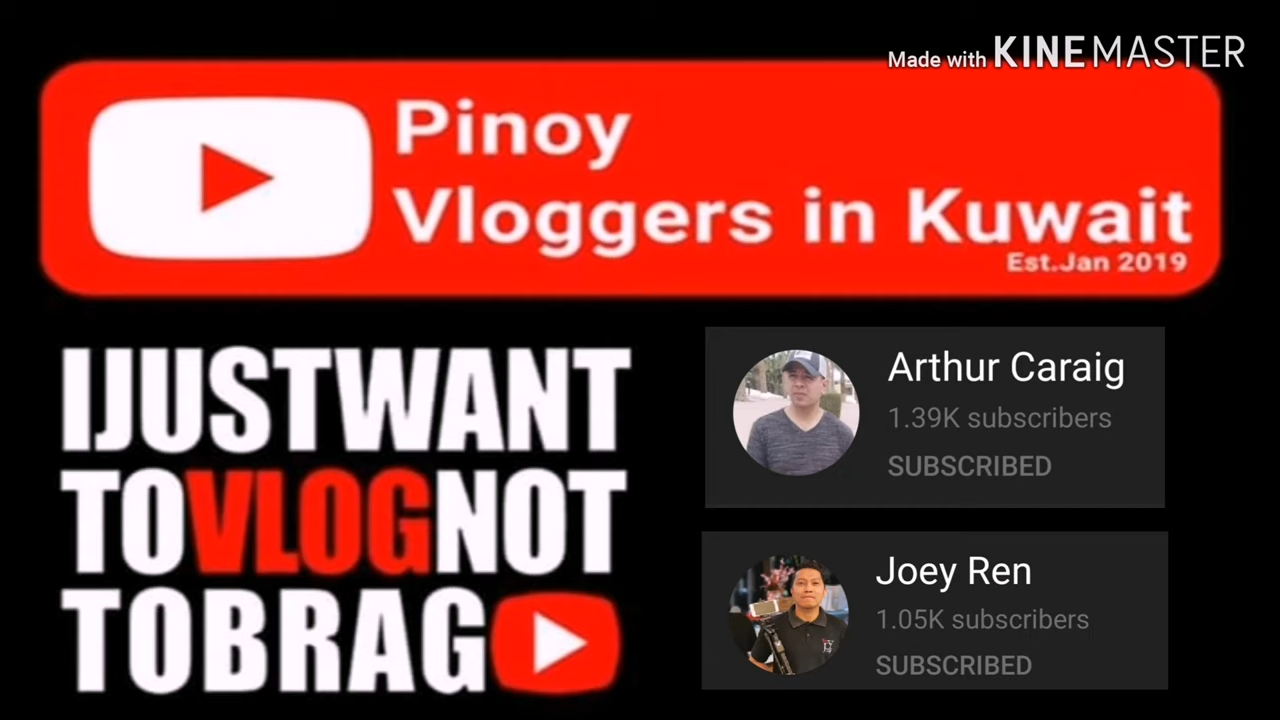 Made with KINEMASTER
Pinoy
Vloggers in Kuwait
Est.Jan 2019
IJUSTWANT
TOVLOGNOT
TOBRAG
Arthur Caraig
1.39K subscribers
SUBSCRIBED
Joey Ren
1.05K subscribers
SUBSCRIBED